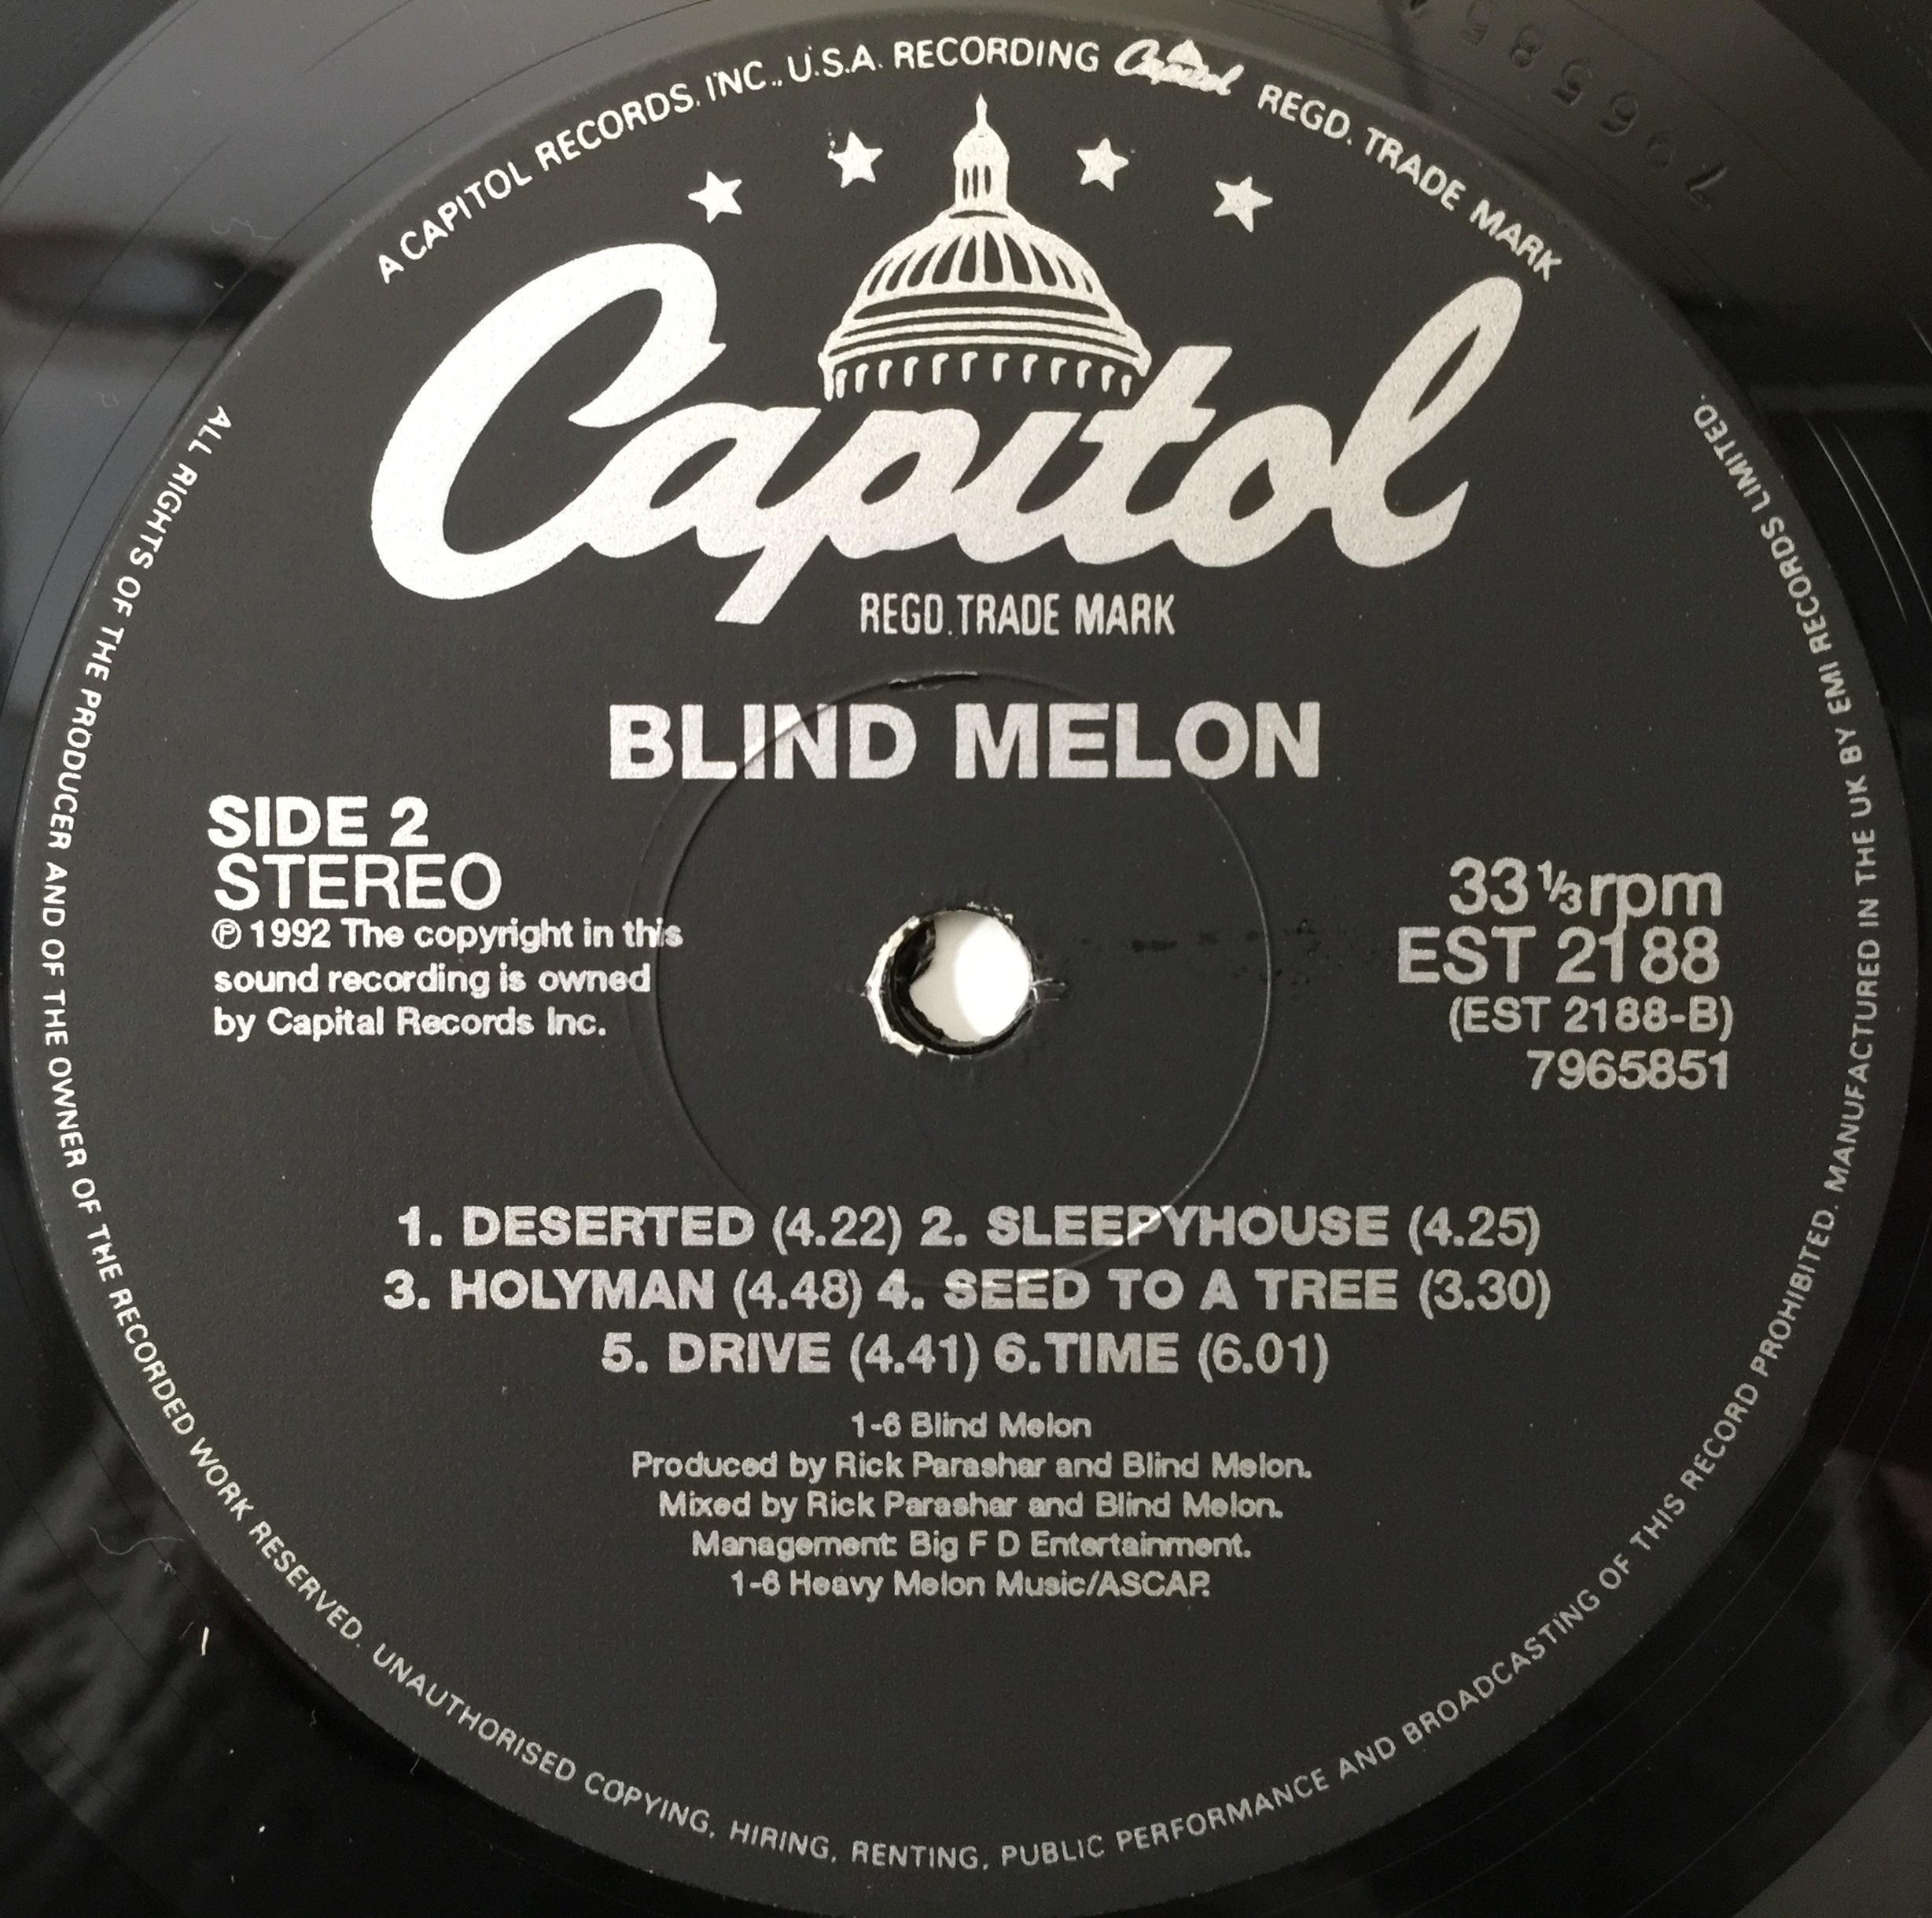 A CAPITOL RECORDS. INC., U.S.A. RECORDING Capitol REGD. TRADE MARK
Capitol
REGD. TRADE MARK
BLIND MELON
SIDE 2
STEREO
℗ 1992 The copyright in this
sound recording is owned
by Capital Records Inc.
33 1/3 rpm
EST 2188
(EST 2188-B)
7965851
1. DESERTED (4.22) 2. SLEEPYHOUSE (4.25)
3. HOLYMAN (4.48) 4. SEED TO A TREE (3.30)
5. DRIVE (4.41) 6.TIME (6.01)
1-6 Blind Melon
Produced by Rick Parashar and Blind Melon.
Mixed by Rick Parashar and Blind Melon.
Management: Big F D Entertainment.
1-6 Heavy Melon Music/ASCAP.
ALL RIGHTS OF THE PRODUCER AND OF THE OWNER OF THE RECORDED WORK RESERVED. UNAUTHORISED COPYING, HIRING, RENTING, PUBLIC PERFORMANCE AND BROADCASTING OF THIS RECORD PROHIBITED. MANUFACTURED IN THE UK BY EMI RECORDS LIMITED.